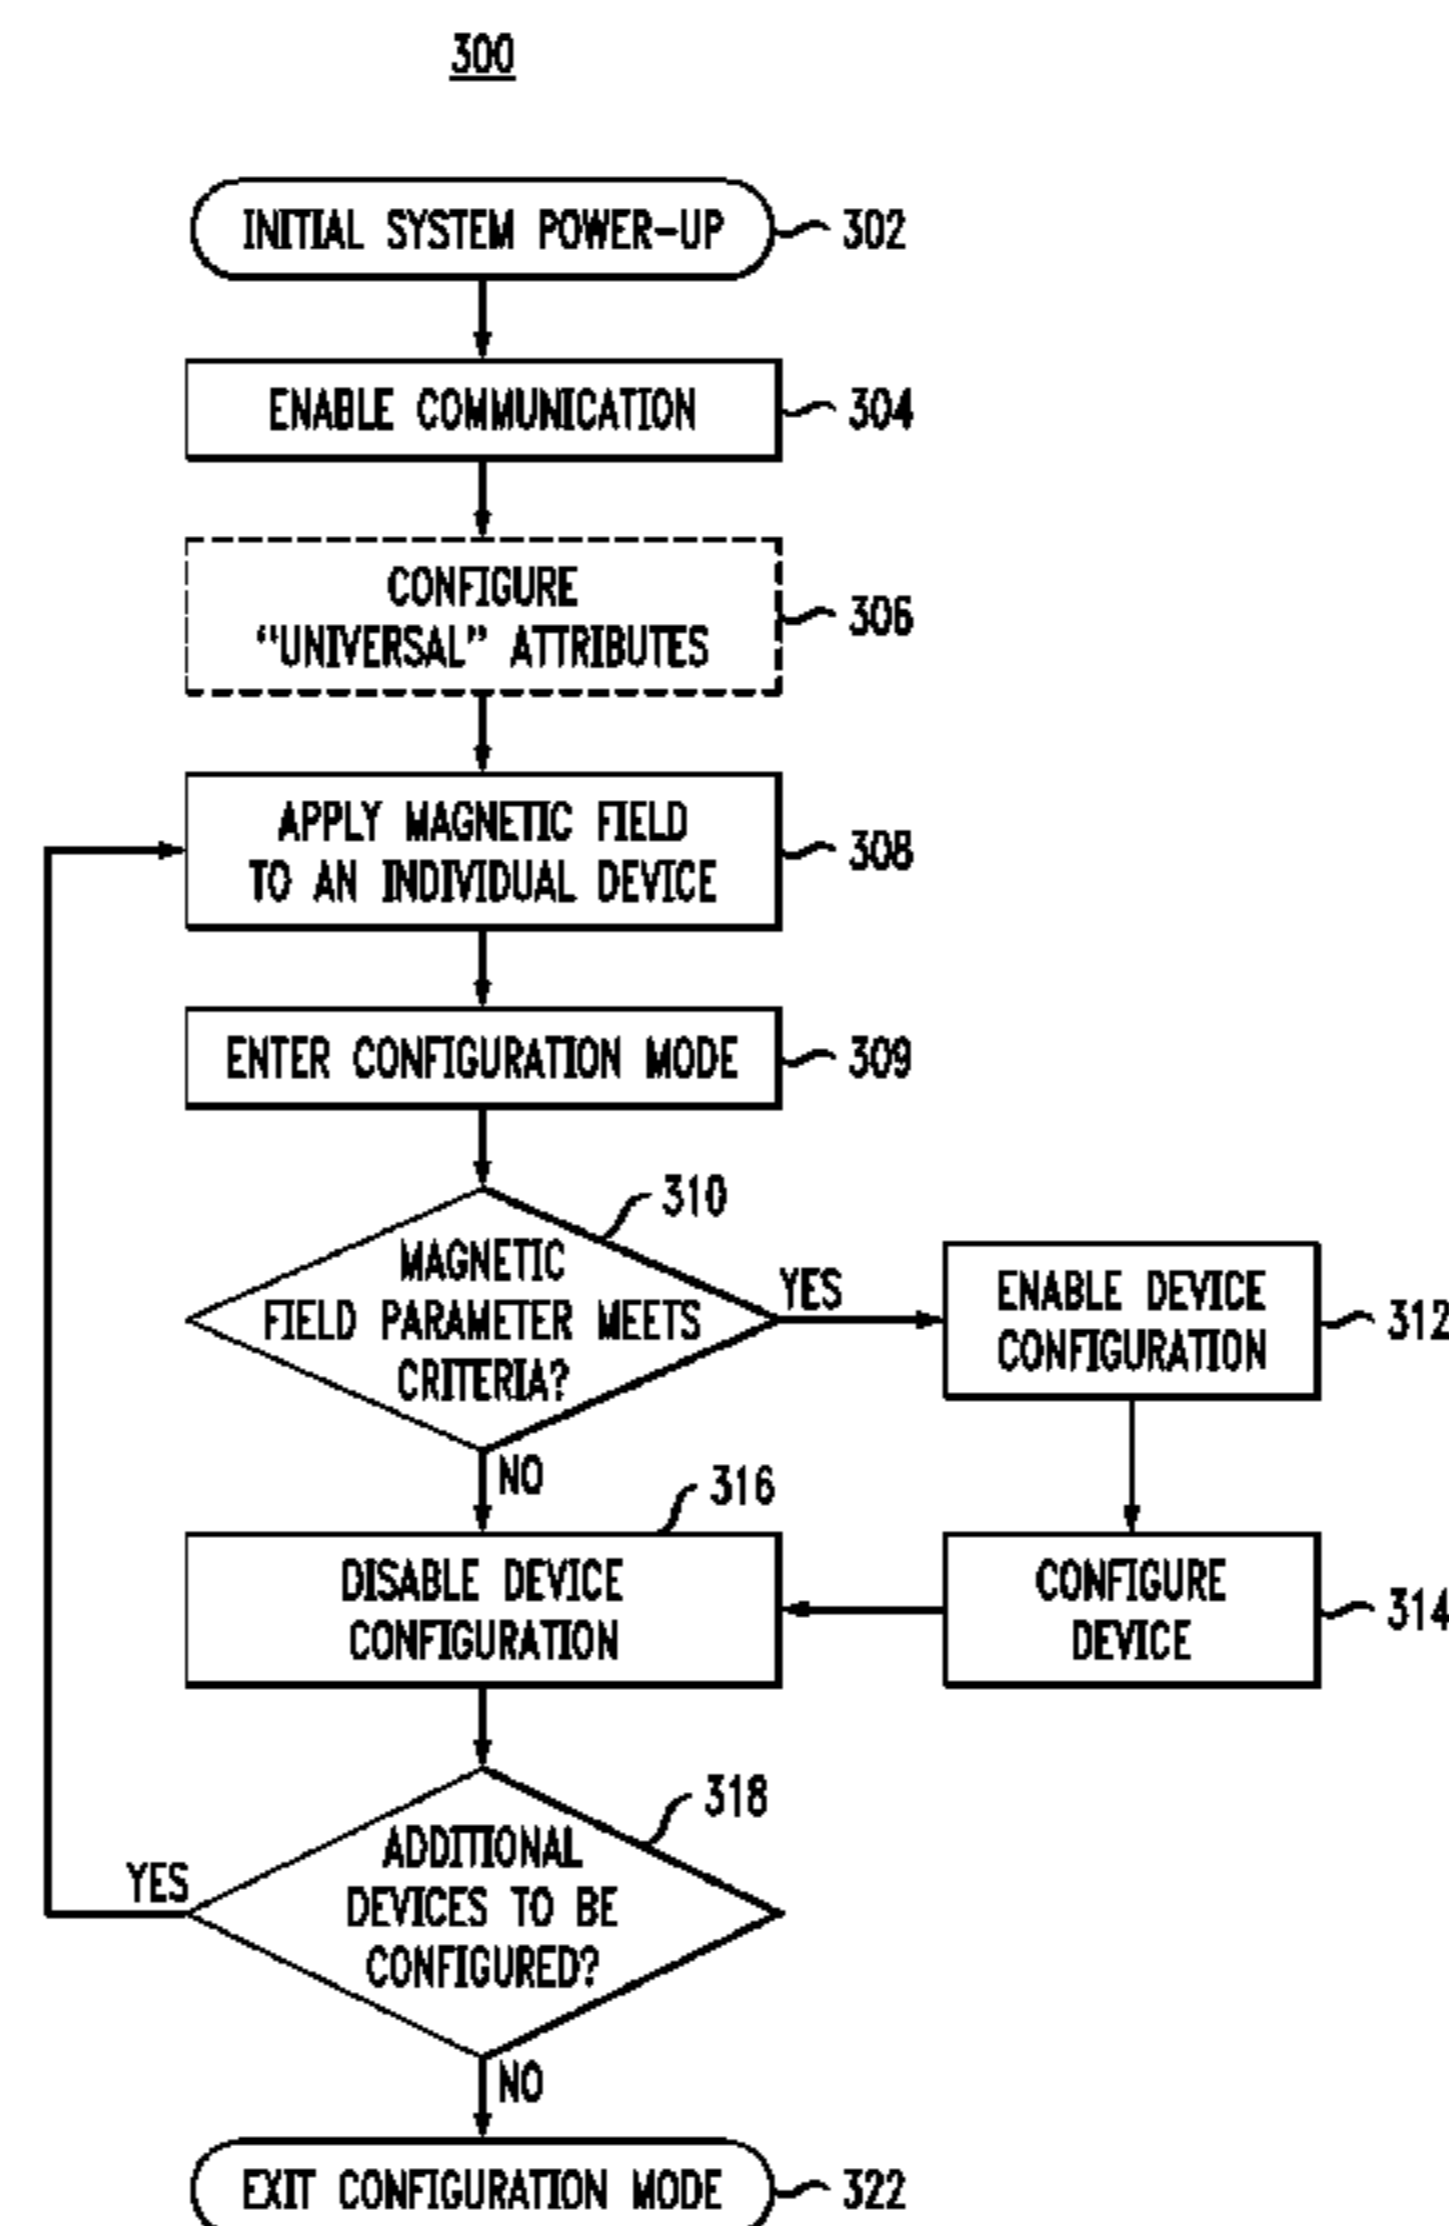 300
INITIAL SYSTEM POWER-UP
302
ENABLE COMMUNICATION
304
CONFIGURE
“UNIVERSAL” ATTRIBUTES
306
APPLY MAGNETIC FIELD
TO AN INDIVIDUAL DEVICE
308
ENTER CONFIGURATION MODE
309
310
MAGNETIC
FIELD PARAMETER MEETS
CRITERIA?
YES
ENABLE DEVICE
CONFIGURATION
312
NO
316
DISABLE DEVICE
CONFIGURATION
CONFIGURE
DEVICE
314
318
ADDITIONAL
DEVICES TO BE
CONFIGURED?
YES
NO
EXIT CONFIGURATION MODE
322